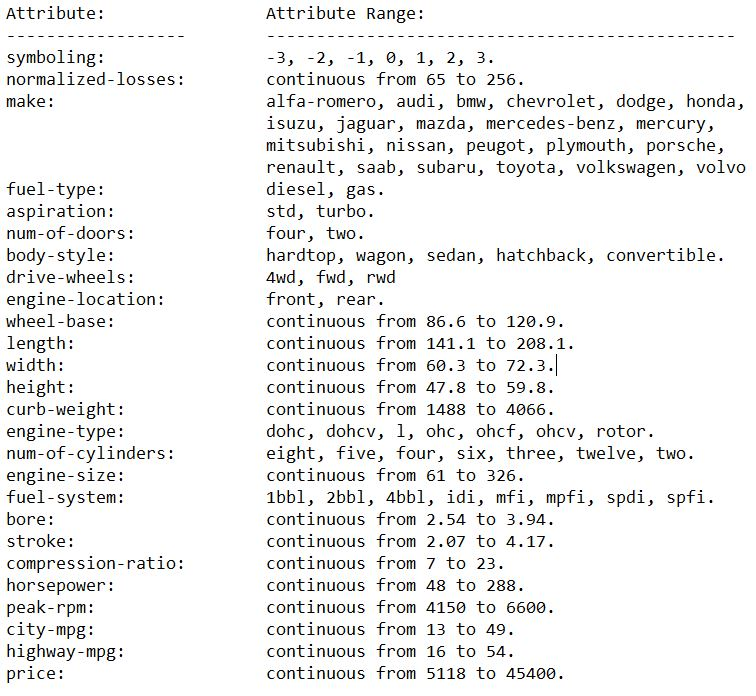 Attribute: Attribute Range:
------------------ -----------------------------------------------
symboling: -3, -2, -1, 0, 1, 2, 3.
normalized-losses: continuous from 65 to 256.
make: alfa-romero, audi, bmw, chevrolet, dodge, honda,
isuzu, jaguar, mazda, mercedes-benz, mercury,
mitsubishi, nissan, peugot, plymouth, porsche,
renault, saab, subaru, toyota, volkswagen, volvo
fuel-type: diesel, gas.
aspiration: std, turbo.
num-of-doors: four, two.
body-style: hardtop, wagon, sedan, hatchback, convertible.
drive-wheels: 4wd, fwd, rwd
engine-location: front, rear.
wheel-base: continuous from 86.6 to 120.9.
length: continuous from 141.1 to 208.1.
width: continuous from 60.3 to 72.3.
height: continuous from 47.8 to 59.8.
curb-weight: continuous from 1488 to 4066.
engine-type: dohc, dohcv, l, ohc, ohcf, ohcv, rotor.
num-of-cylinders: eight, five, four, six, three, twelve, two.
engine-size: continuous from 61 to 326.
fuel-system: 1bbl, 2bbl, 4bbl, idi, mfi, mpfi, spdi, spfi.
bore: continuous from 2.54 to 3.94.
stroke: continuous from 2.07 to 4.17.
compression-ratio: continuous from 7 to 23.
horsepower: continuous from 48 to 288.
peak-rpm: continuous from 4150 to 6600.
city-mpg: continuous from 13 to 49.
highway-mpg: continuous from 16 to 54.
price: continuous from 5118 to 45400.